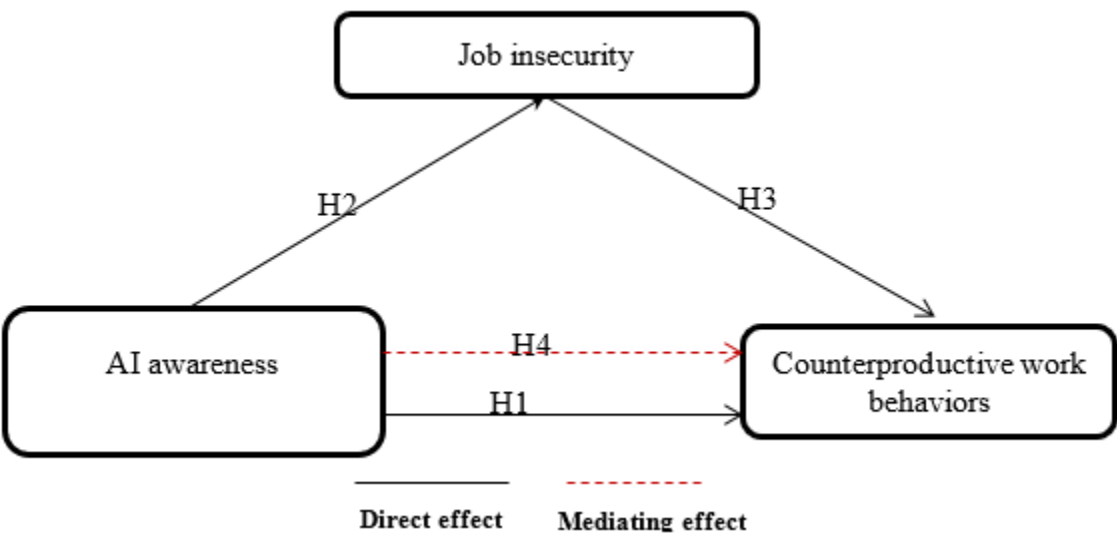 Job insecurity
H2
H3
AI awareness
H4
H1
Counterproductive work
behaviors
Direct effect
Mediating effect